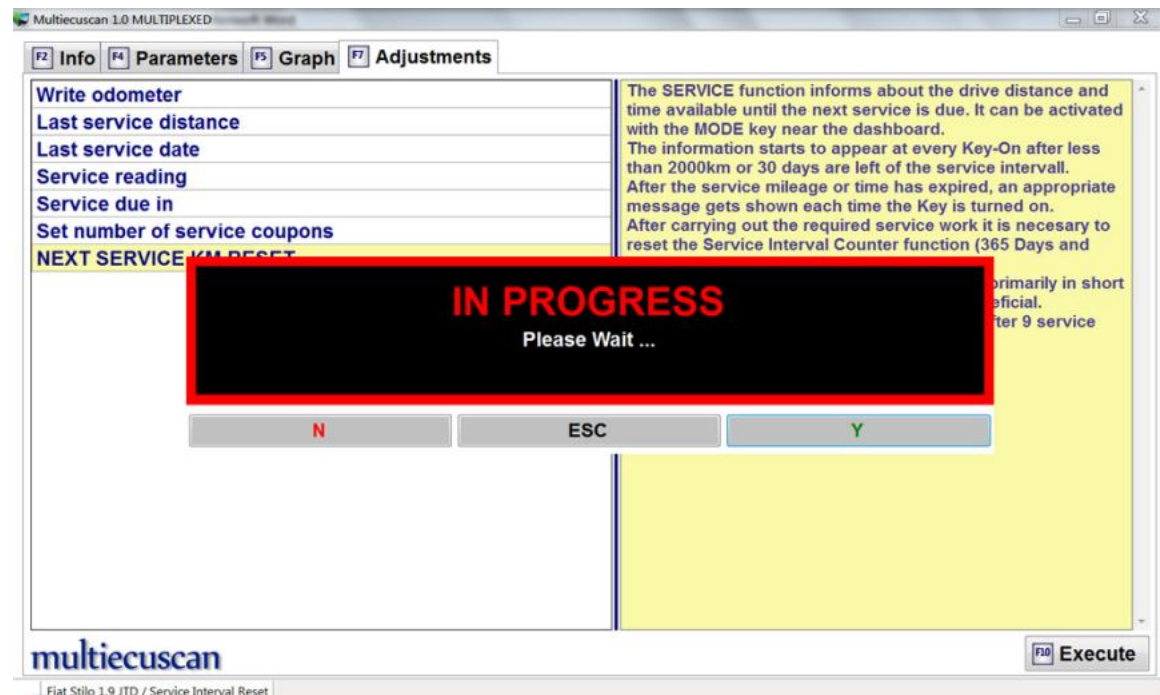 Multiecuscan 1.0 MULTIPLEXED
F2 Info F4 Parameters F5 Graph F7 Adjustments
Write odometer
Last service distance
Last service date
Service reading
Service due in
Set number of service coupons
NEXT SERVICE KM RESET
The SERVICE function informs about the drive distance and
time available until the next service is due. It can be activated
with the MODE key near the dashboard.
The information starts to appear at every Key-On after less
than 2000km or 30 days are left of the service intervall.
After the service mileage or time has expired, an appropriate
message gets shown each time the Key is turned on.
After carrying out the required service work it is necesary to
reset the Service Interval Counter function (365 Days and
primarily in short
eficial.
fter 9 service
IN PROGRESS
Please Wait ...
N ESC Y
multiecuscan
F10 Execute
Fiat Stilo 1.9 JTD / Service Interval Reset